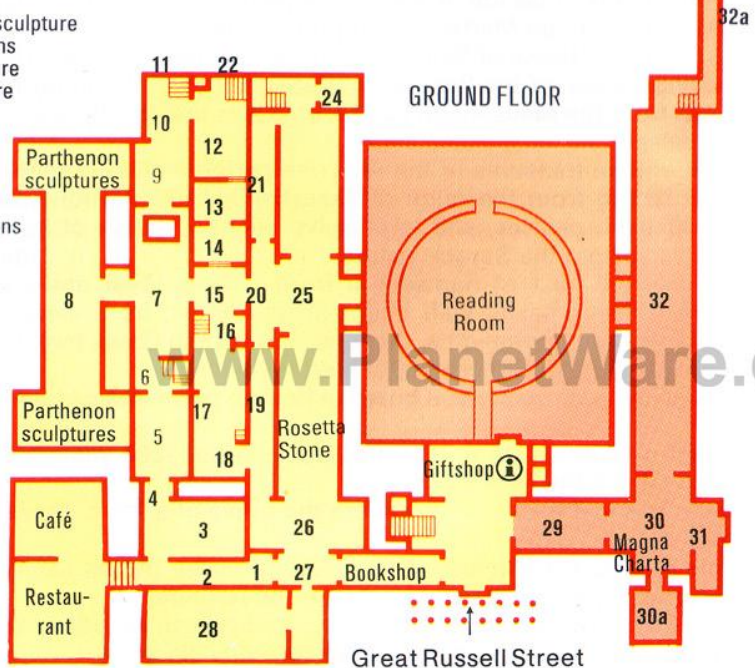 sculpture
ns
re
re
ns
GROUND FLOOR
32a
11
22
24
10
12
Parthenon
sculptures
9
21
13
14
8
7
15
20
25
Reading
Room
32
16
www.PlanetWare.c
6
Parthenon
sculptures
5
17
19
Rosetta
Stone
18
Giftshop i
4
Café
3
26
29
30
Magna
Charta
31
2
1
27
Bookshop
Restau-
rant
28
30a
Great Russell Street